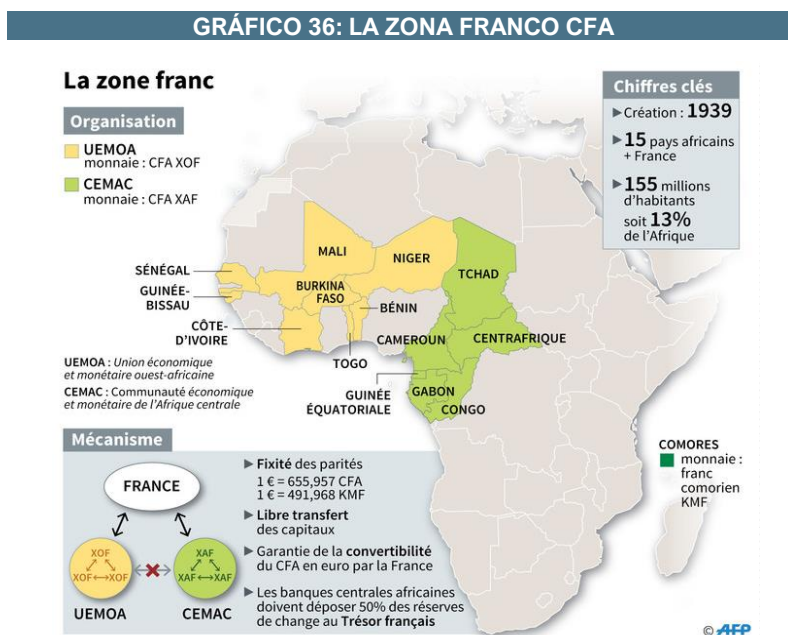 GRÁFICO 36: LA ZONA FRANCO CFA
La zone franc
Organisation
UEMOA
monnaie : CFA XOF
CEMAC
monnaie : CFA XAF
Chiffres clés
Création : 1939
15 pays africains
+ France
155 millions
d'habitants
soit 13%
de l'Afrique
MALI
NIGER
TCHAD
SÉNÉGAL
GUINÉE-
BISSAU
BURKINA
FASO
BÉNIN
CÔTE-
D'IVOIRE
TOGO
CAMEROUN
CENTRAFRIQUE
GUINÉE
ÉQUATORIALE
GABON
CONGO
UEMOA : Union économique
et monétaire ouest-africaine
CEMAC : Communauté économique
et monétaire de l'Afrique centrale
COMORES
monnaie :
franc
comorien
KMF
Mécanisme
FRANCE
XOF
XOF XOF
UEMOA
XAF
XAF XAF
CEMAC
Fixité des parités
1 € = 655,957 CFA
1 € = 491,968 KMF
Libre transfert
des capitaux
Garantie de la convertibilité
du CFA en euro par la France
Les banques centrales africaines
doivent déposer 50% des réserves
de change au Trésor français
© AFP